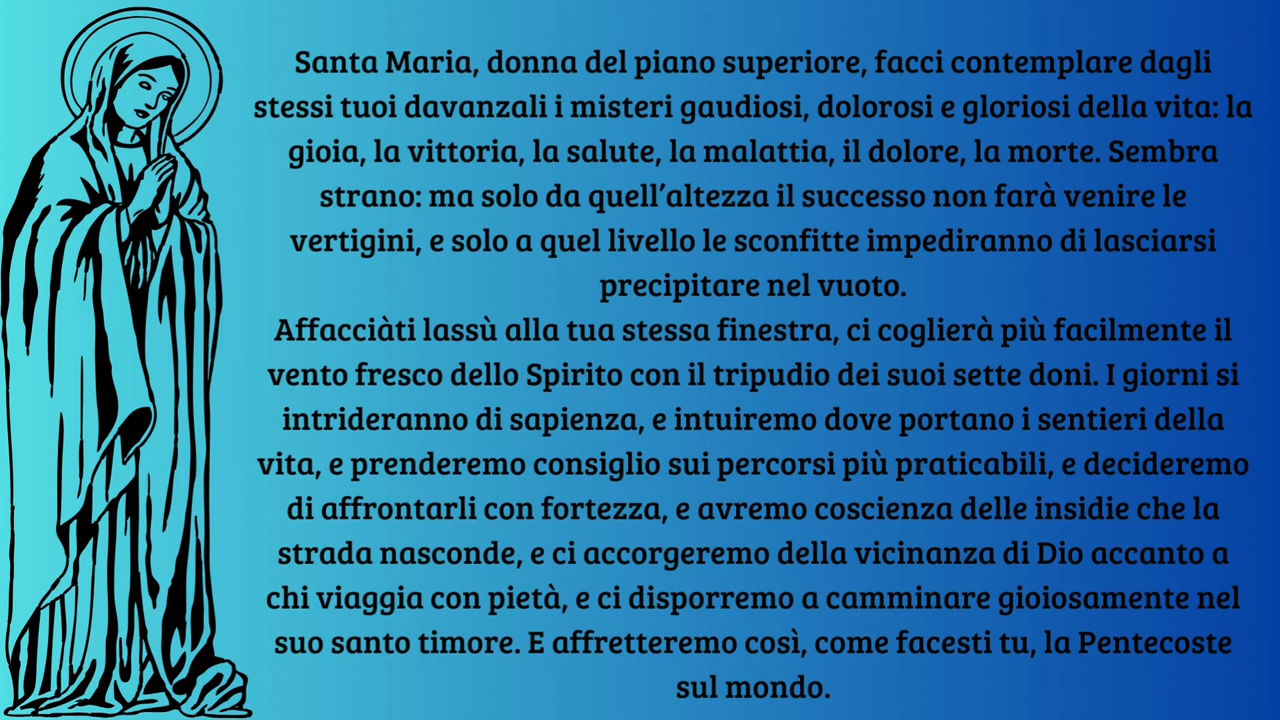 Santa Maria, donna del piano superiore, facci contemplare dagli
stessi tuoi davanzali i misteri gaudiosi, dolorosi e gloriosi della vita: la
gioia, la vittoria, la salute, la malattia, il dolore, la morte. Sembra
strano: ma solo da quell’altezza il successo non farà venire le
vertigini, e solo a quel livello le sconfitte impediranno di lasciarsi
precipitare nel vuoto.
Affacciàti lassù alla tua stessa finestra, ci coglierà più facilmente il
vento fresco dello Spirito con il tripudio dei suoi sette doni. I giorni si
intrideranno di sapienza, e intuiremo dove portano i sentieri della
vita, e prenderemo consiglio sui percorsi più praticabili, e decideremo
di affrontarli con fortezza, e avremo coscienza delle insidie che la
strada nasconde, e ci accorgeremo della vicinanza di Dio accanto a
chi viaggia con pietà, e ci disporremo a camminare gioiosamente nel
suo santo timore. E affretteremo così, come facesti tu, la Pentecoste
sul mondo.